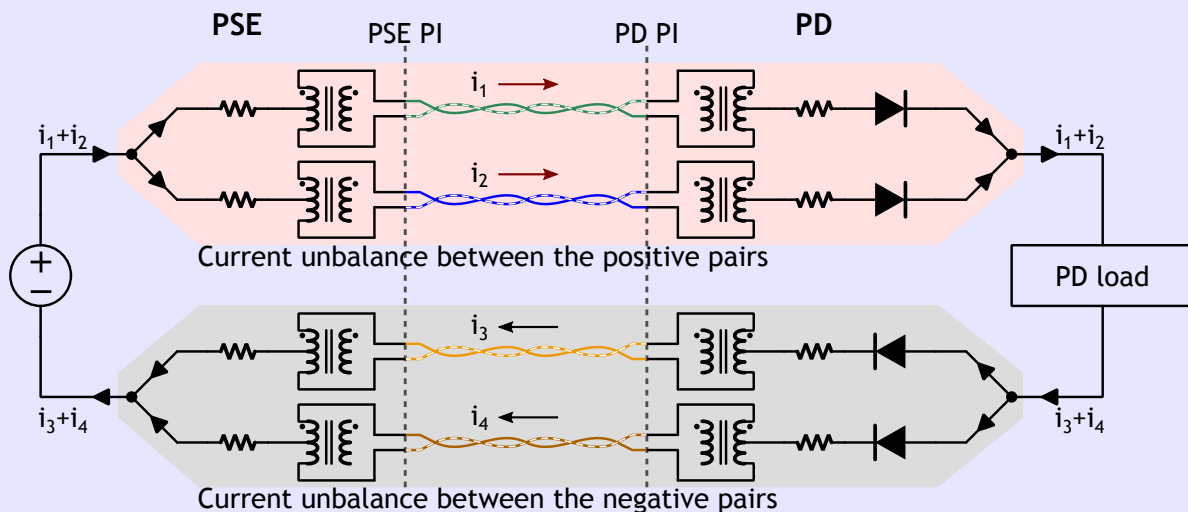 PSE
PSE PI
PD PI
PD
i₁
i₁+i₂
i₁+i₂
i₂
Current unbalance between the positive pairs
+
−
PD load
i₃
i₃+i₄
i₃+i₄
i₄
Current unbalance between the negative pairs